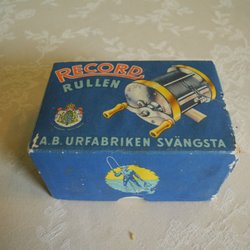 RECORD
RULLEN
A.B. URFABRIKEN SVÄNGSTA